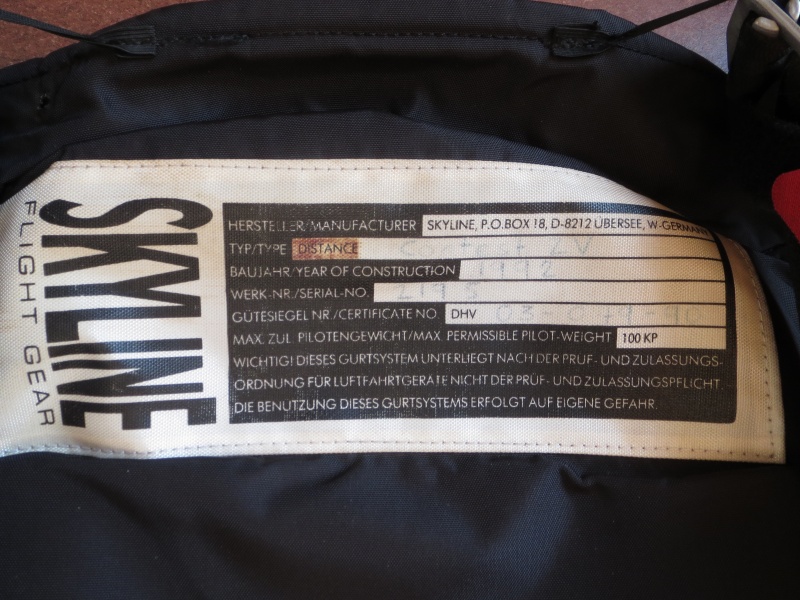 SKYLINE
FLIGHT GEAR
HERSTELLER/MANUFACTURER SKYLINE, P.O.BOX 18, D-8212 ÜBERSEE, W-GERMANY
TYP/TYPE DISTANCE
BAUJAHR/YEAR OF CONSTRUCTION 1992
WERK-NR./SERIAL-NO. 2195
GÜTESIEGEL NR./CERTIFICATE NO. DHV 03-
MAX. ZUL. PILOTENGEWICHT/MAX. PERMISSIBLE PILOT-WEIGHT 100 KP
WICHTIG! DIESES GURTSYSTEM UNTERLIEGT NACH DER PRÜF- UND ZULASSUNGS-
ORDNUNG FÜR LUFTFAHRTGERÄTE NICHT DER PRÜF- UND ZULASSUNGSPFLICHT.
DIE BENUTZUNG DIESES GURTSYSTEMS ERFOLGT AUF EIGENE GEFAHR.